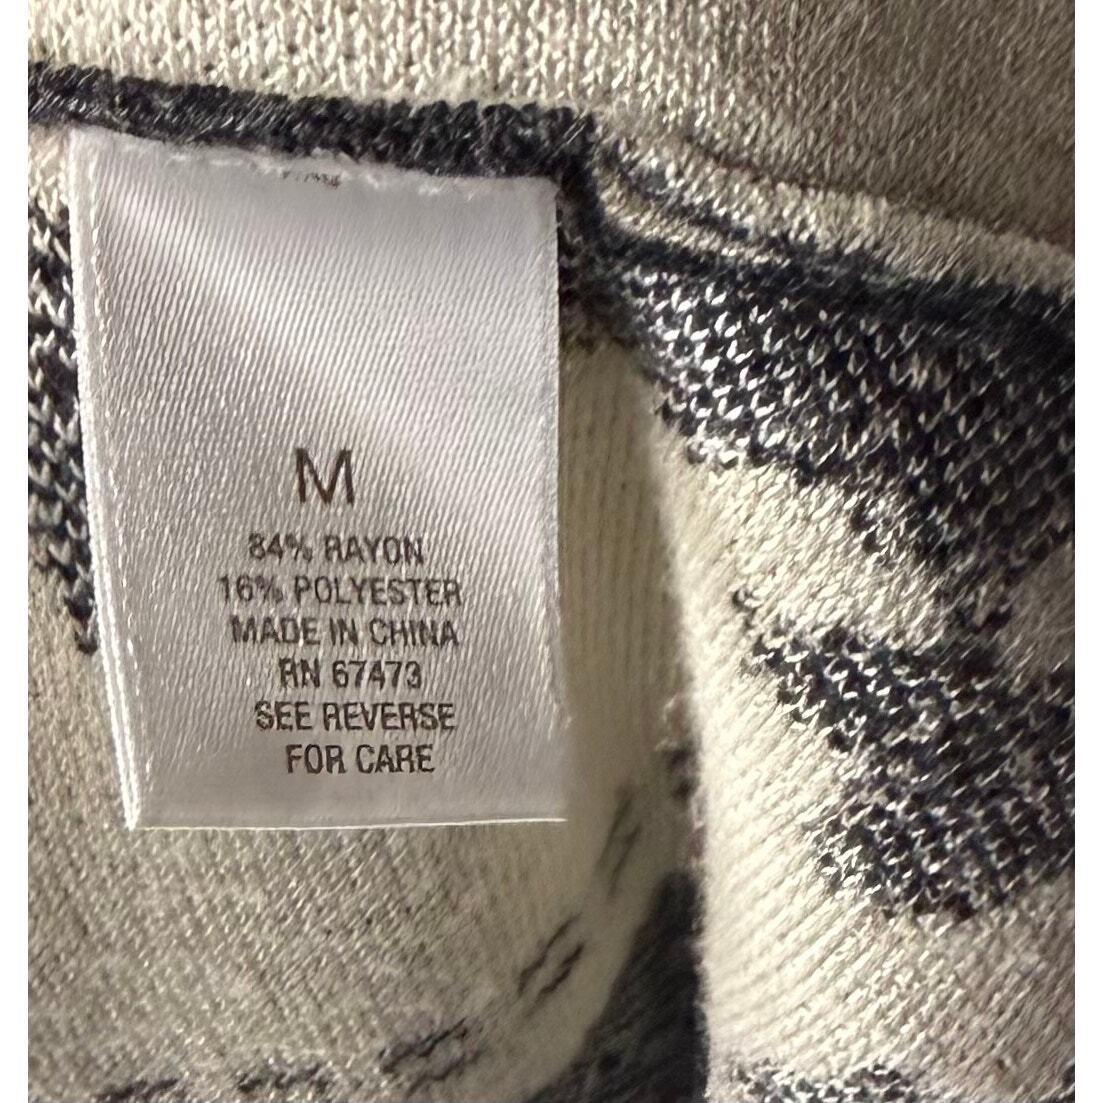 M
84% RAYON
16% POLYESTER
MADE IN CHINA
RN 67473
SEE REVERSE
FOR CARE